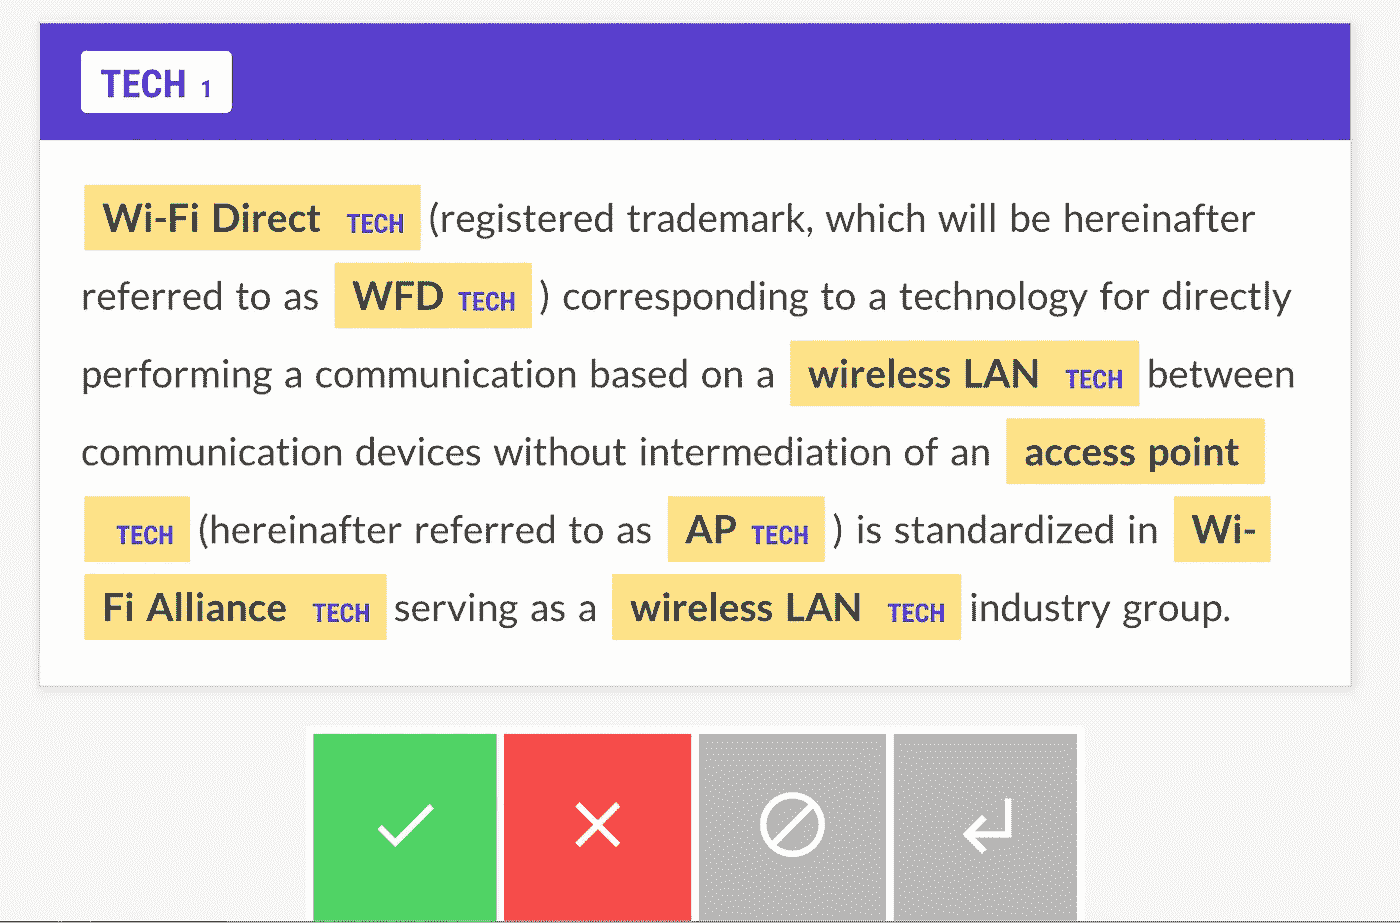 TECH 1
Wi-Fi Direct TECH (registered trademark, which will be hereinafter
referred to as WFD TECH ) corresponding to a technology for directly
performing a communication based on a wireless LAN TECH between
communication devices without intermediation of an access point
TECH (hereinafter referred to as AP TECH ) is standardized in Wi-
Fi Alliance TECH serving as a wireless LAN TECH industry group.